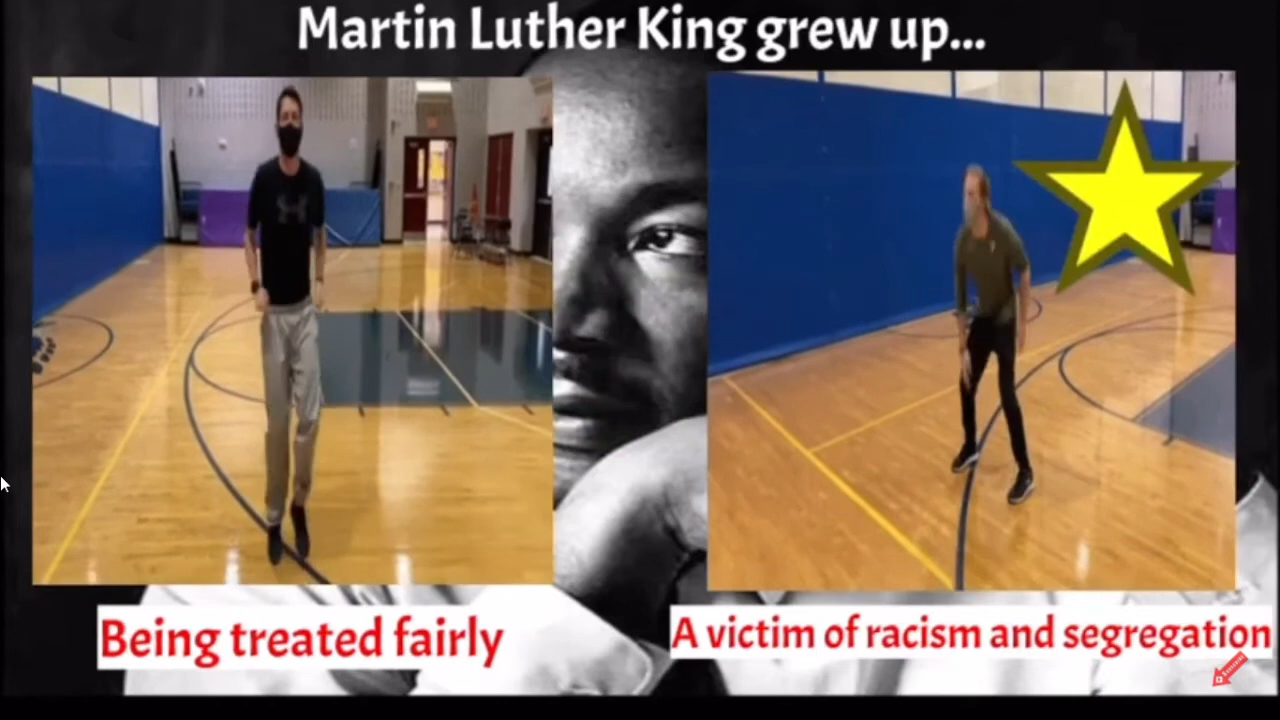 Martin Luther King grew up...
Being treated fairly
A victim of racism and segregation